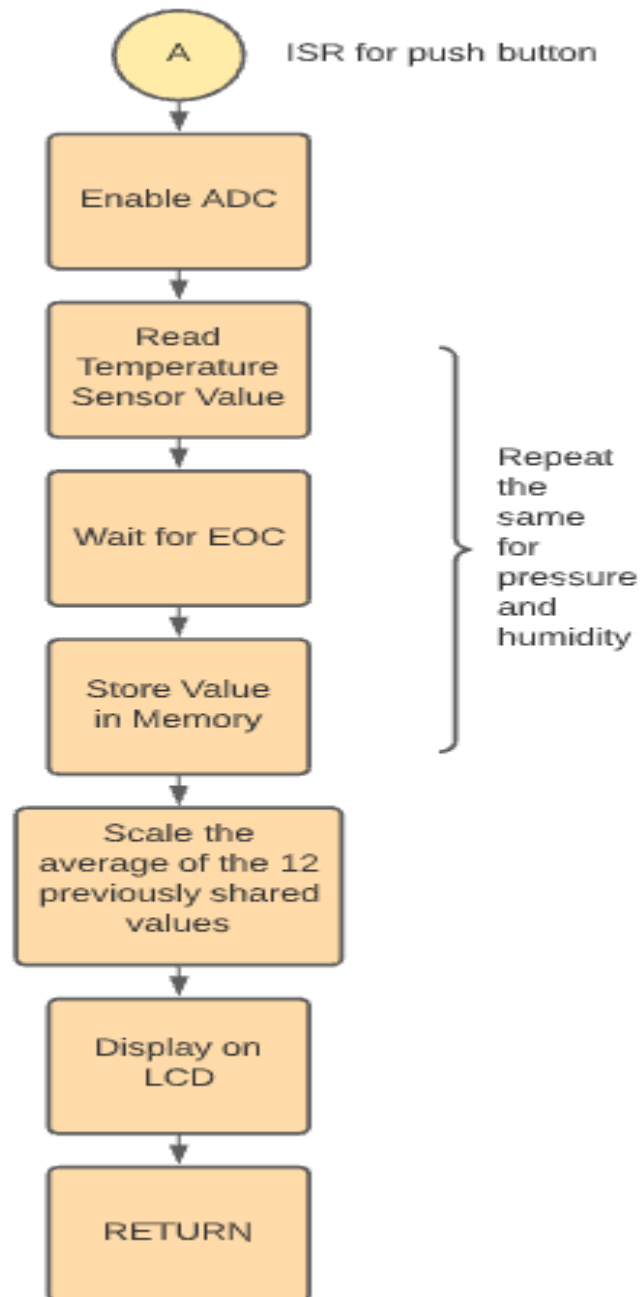 A
ISR for push button
Enable ADC
Read
Temperature
Sensor Value
Wait for EOC
Store Value
in Memory
Repeat
the
same
for
pressure
and
humidity
Scale the
average of the 12
previously shared
values
Display on
LCD
RETURN